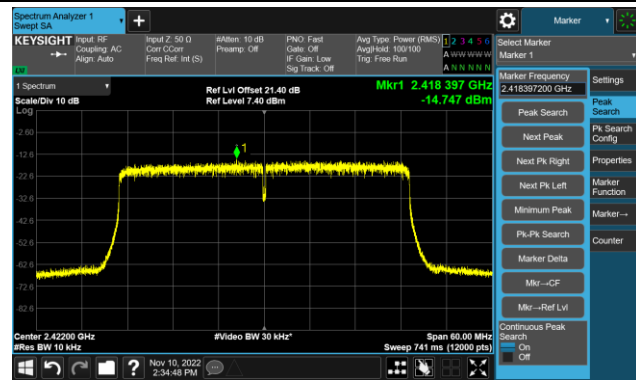 Spectrum Analyzer 1
Swept SA
Marker
KEYSIGHT
Input: RF
Coupling: AC
Align: Auto
Input Z: 50 Ω
Corr CCorr
Freq Ref: Int (S)
#Atten: 10 dB
Preamp: Off
PNO: Fast
Gate: Off
IF Gain: Low
Sig Track: Off
Avg Type: Power (RMS)
Avg|Hold: 100/100
Trig: Free Run
1 2 3 4 5 6
A W W W W W
A N N N N N
LW
Select Marker
Marker 1
1 Spectrum
Scale/Div 10 dB
Log
Ref Lvl Offset 21.40 dB
Ref Level 7.40 dBm
Mkr1 2.418 397 GHz
-14.747 dBm
-2.60
-12.6
-22.6
-32.6
-42.6
-52.6
-62.6
-72.6
-82.6
1
Center 2.42200 GHz
#Res BW 10 kHz
#Video BW 30 kHz*
Span 60.00 MHz
Sweep 741 ms (12000 pts)
Marker Frequency
2.418397200 GHz
Peak Search
Next Peak
Next Pk Right
Next Pk Left
Minimum Peak
Pk-Pk Search
Marker Delta
Mkr→CF
Mkr→Ref Lvl
Continuous Peak
Search
On
Off
Settings
Peak
Search
Pk Search
Config
Properties
Marker
Function
Marker→
Counter
?
Nov 10, 2022
2:34:48 PM